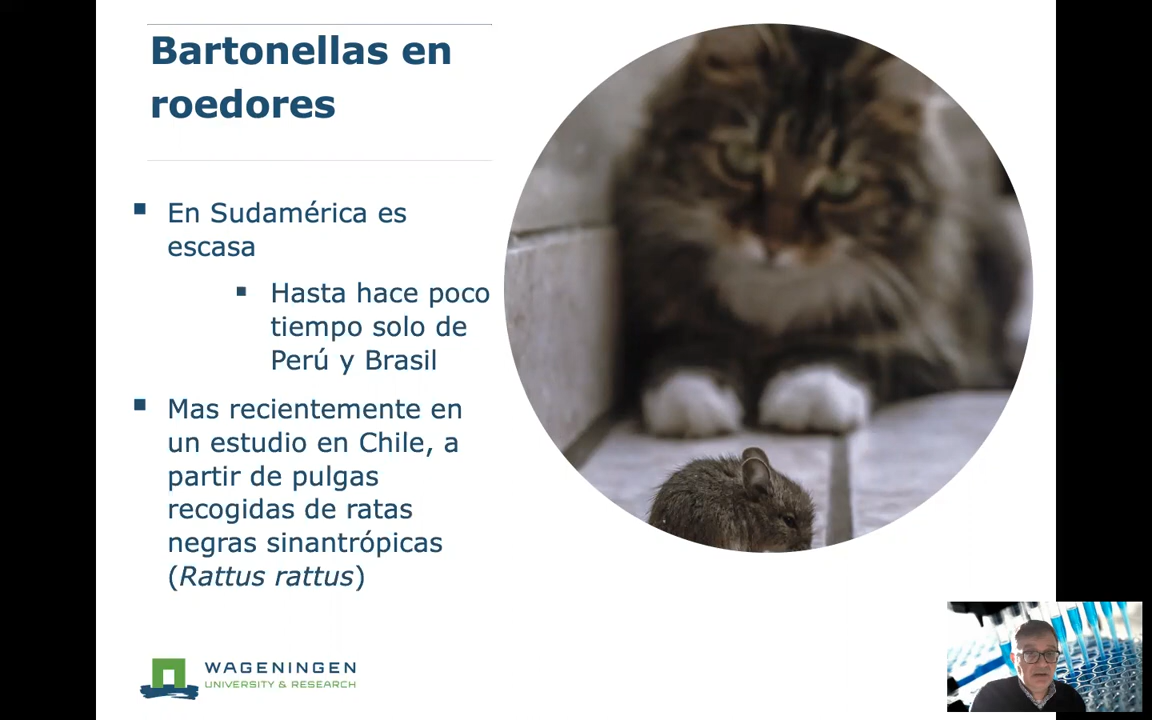 Bartonellas en
roedores
En Sudamérica es
escasa
Hasta hace poco
tiempo solo de
Perú y Brasil
Mas recientemente en
un estudio en Chile, a
partir de pulgas
recogidas de ratas
negras sinantrópicas
(Rattus rattus)
WAGENINGEN
UNIVERSITY & RESEARCH